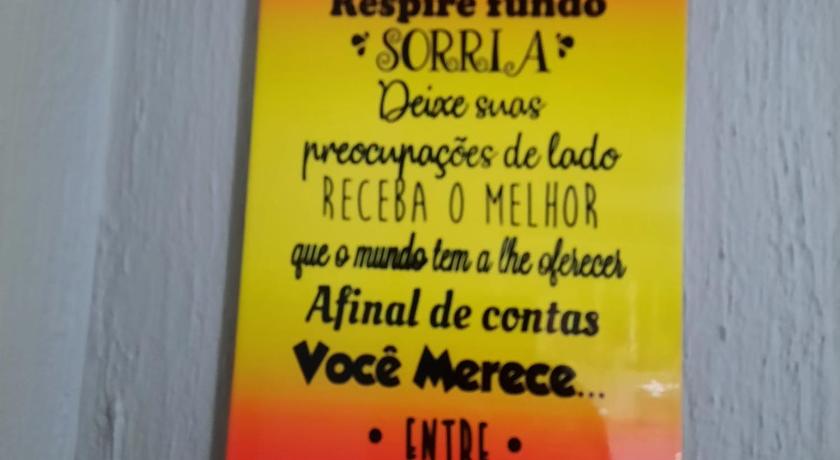 Respire fundo
SORRIA
Deixe suas
preocupações de lado
RECEBA O MELHOR
que o mundo tem a lhe oferecer
Afinal de contas
Você Merece...
• ENTRE •